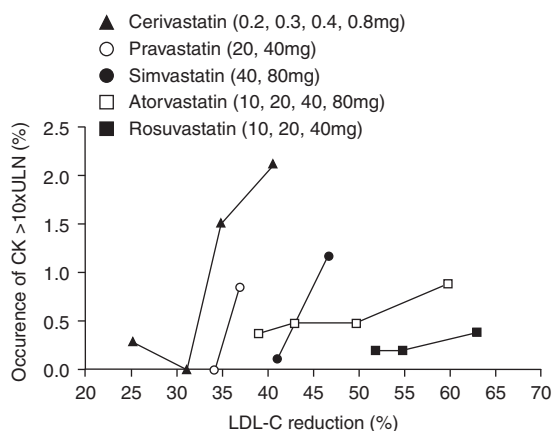 Cerivastatin (0.2, 0.3, 0.4, 0.8mg)
Pravastatin (20, 40mg)
Simvastatin (40, 80mg)
Atorvastatin (10, 20, 40, 80mg)
Rosuvastatin (10, 20, 40mg)
Occurence of CK >10xULN (%)
2.5
2.0
1.5
1.0
0.5
0.0
20 25 30 35 40 45 50 55 60 65 70
LDL-C reduction (%)